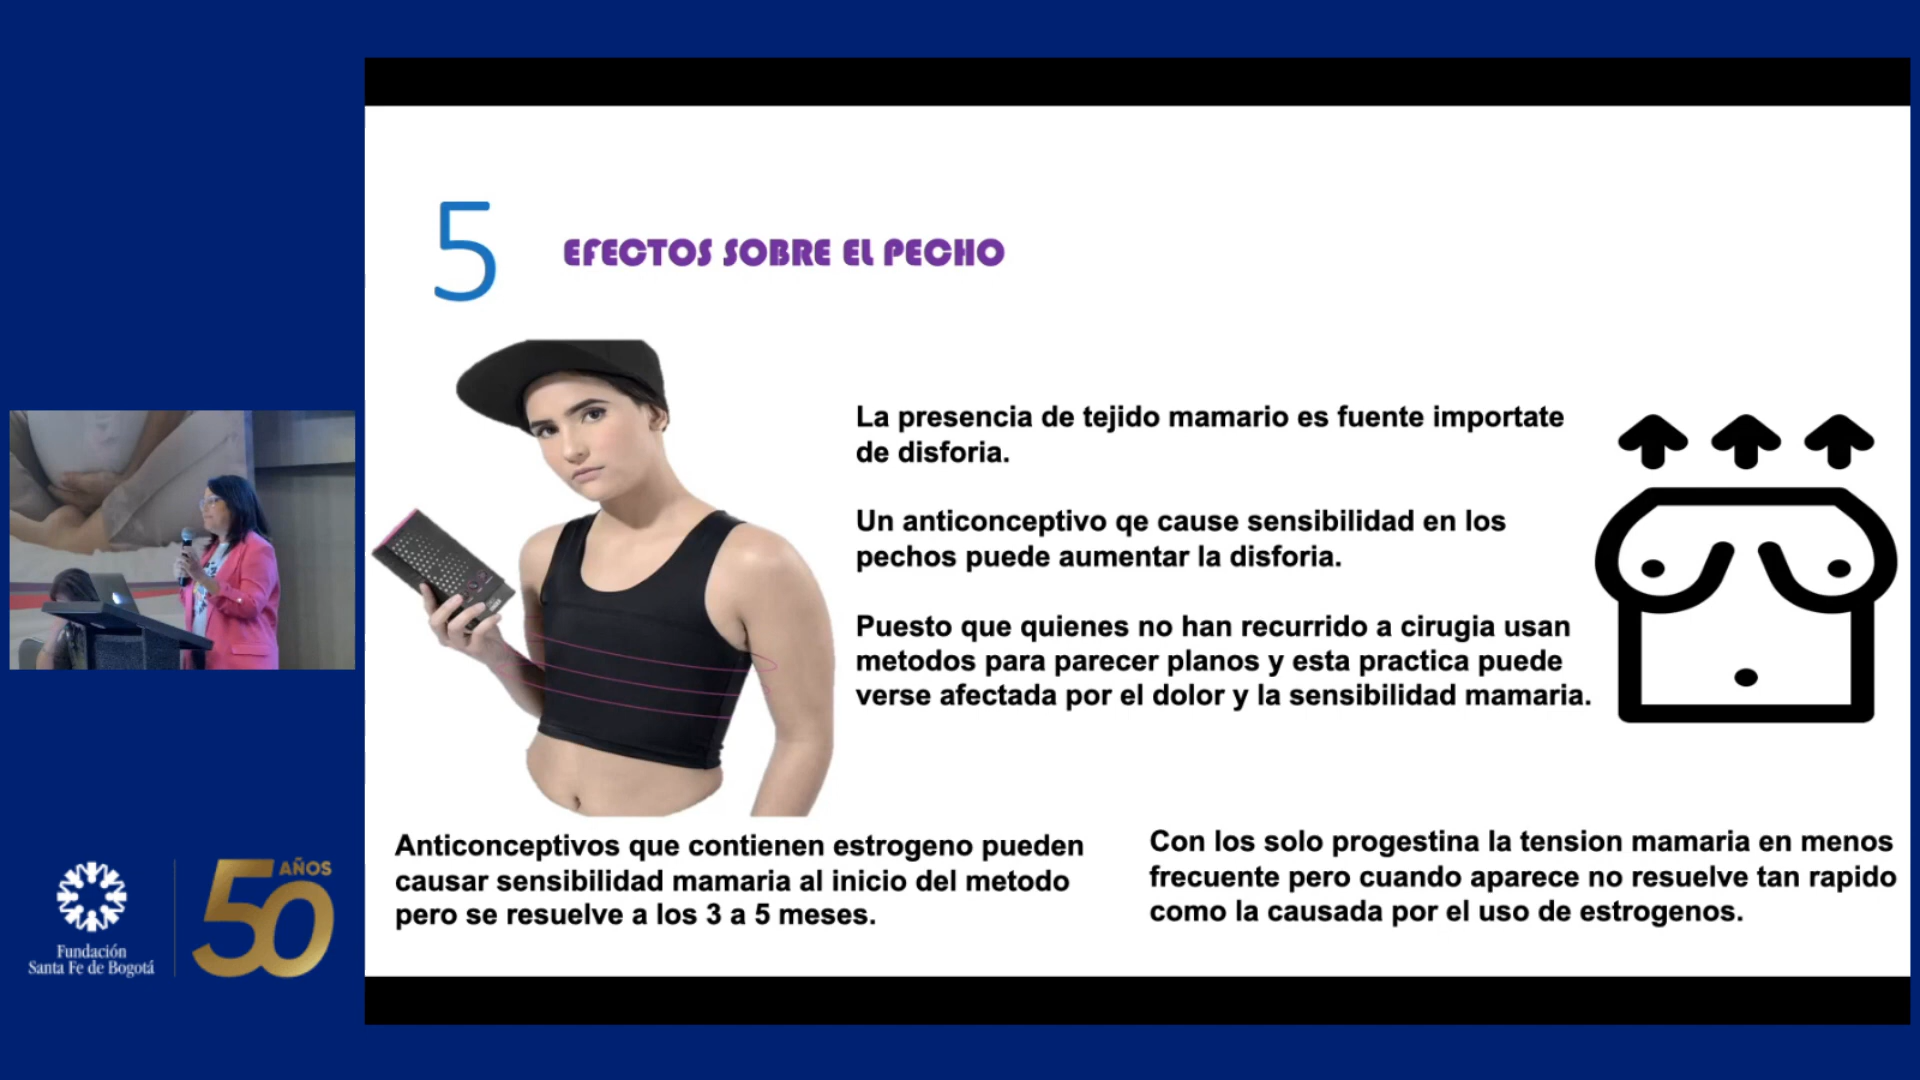 5
EFECTOS SOBRE EL PECHO
La presencia de tejido mamario es fuente importate
de disforia.
Un anticonceptivo qe cause sensibilidad en los
pechos puede aumentar la disforia.
Puesto que quienes no han recurrido a cirugia usan
metodos para parecer planos y esta practica puede
verse afectada por el dolor y la sensibilidad mamaria.
Anticonceptivos que contienen estrogeno pueden
causar sensibilidad mamaria al inicio del metodo
pero se resuelve a los 3 a 5 meses.
Con los solo progestina la tension mamaria en menos
frecuente pero cuando aparece no resuelve tan rapido
como la causada por el uso de estrogenos.
Fundación
Santa Fe de Bogotá
50 AÑOS